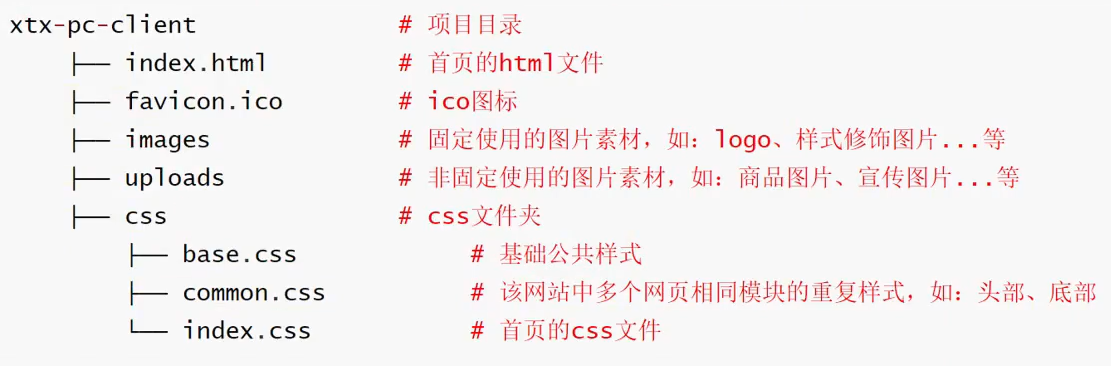 xtx-pc-client # 项目目录
├── index.html # 首页的html文件
├── favicon.ico # ico图标
├── images # 固定使用的图片素材，如：logo、样式修饰图片...等
├── uploads # 非固定使用的图片素材，如：商品图片、宣传图片...等
├── css # css文件夹
├── base.css # 基础公共样式
├── common.css # 该网站中多个网页相同模块的重复样式，如：头部、底部
└── index.css # 首页的css文件